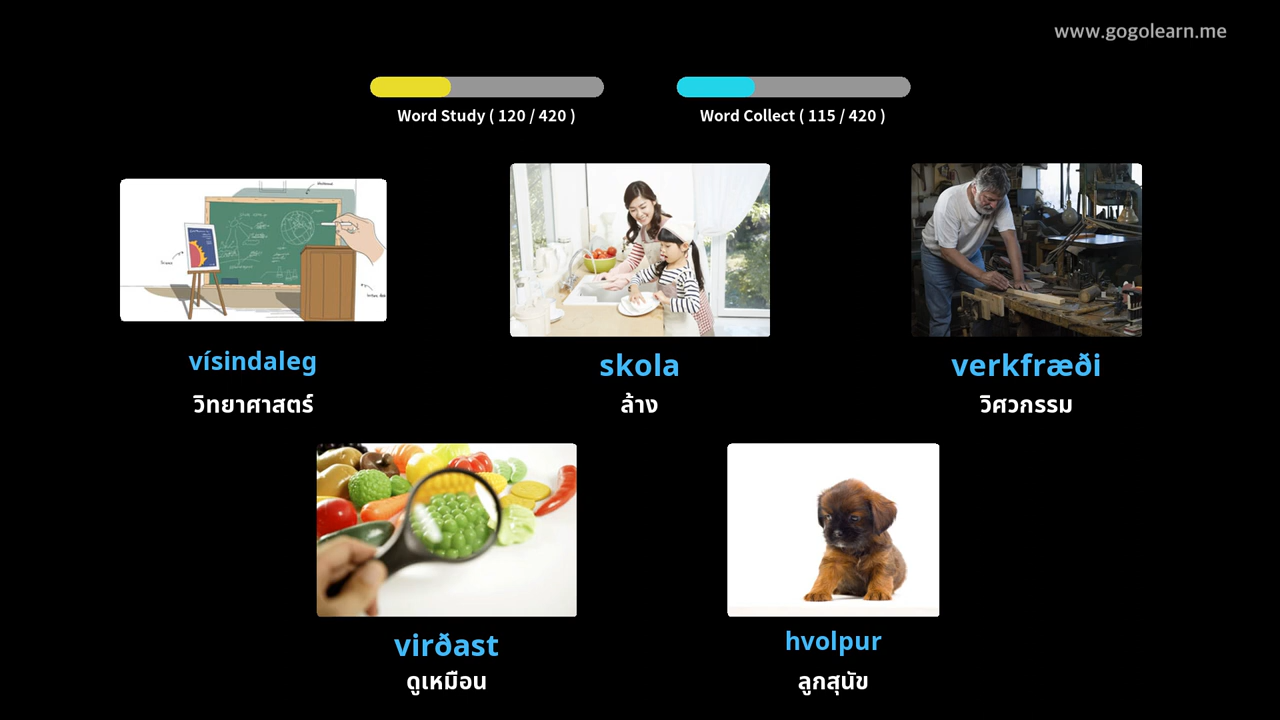 www.gogolearn.me
Word Study ( 120 / 420 )
Word Collect ( 115 / 420 )
vísindaleg
วิทยาศาสตร์
skola
ล้าง
verkfræði
วิศวกรรม
virðast
ดูเหมือน
hvolpur
ลูกสุนัข